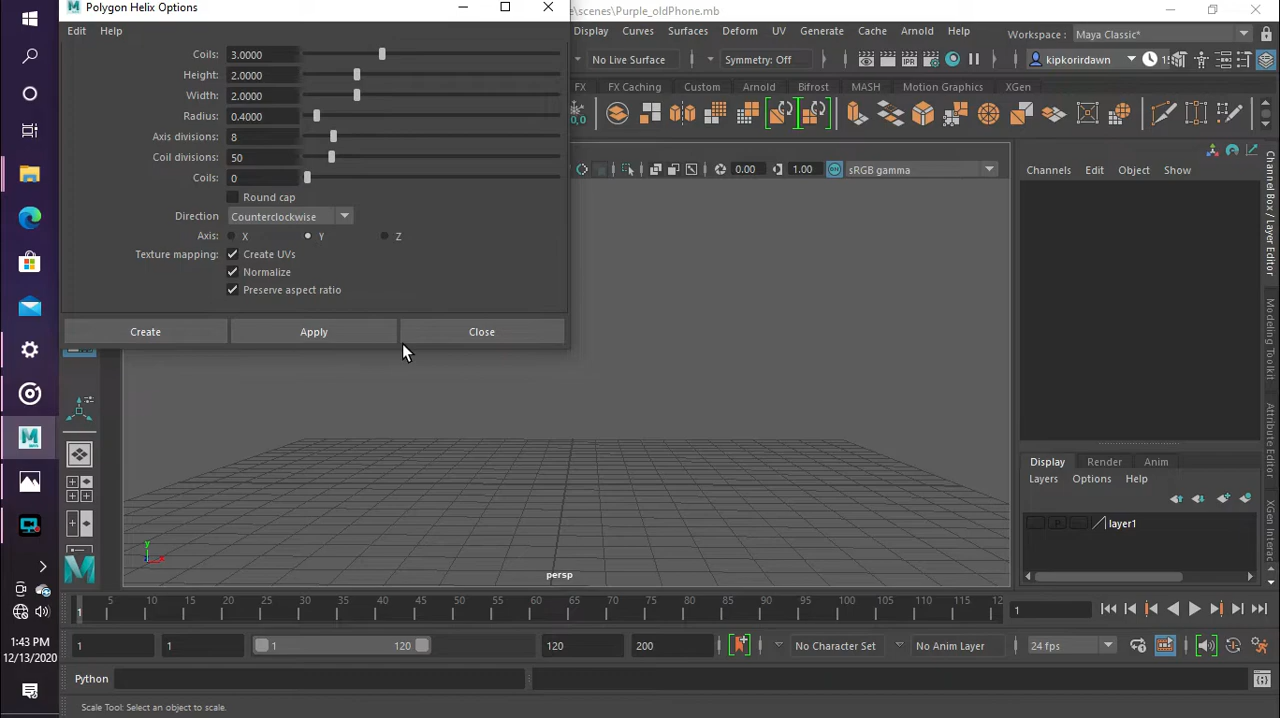 Polygon Helix Options
\scenes\Purple_oldPhone.mb
Edit Help
Display Curves Surfaces Deform UV Generate Cache Arnold Help
Workspace : Maya Classic*
Coils: 3.0000
Height: 2.0000
Width: 2.0000
Radius: 0.4000
Axis divisions: 8
Coil divisions: 50
Coils: 0
Round cap
Direction Counterclockwise
Axis: X Y Z
Texture mapping: Create UVs
Normalize
Preserve aspect ratio
Create Apply Close
No Live Surface Symmetry: Off kipkorirdawn
FX FX Caching Custom Arnold Bifrost MASH Motion Graphics XGen
0.00 1.00 sRGB gamma
Channels Edit Object Show
Channel Box / Layer Editor
Modeling Toolkit
Attribute Editor
Display Render Anim
Layers Options Help
P layer1
y
x
persp
1 5 10 15 20 25 30 35 40 45 50 55 60 65 70 75 80 85 90 95 100 105 110 115 12
1
1 1 1 120 120 200 No Character Set No Anim Layer 24 fps
Python
Scale Tool: Select an object to scale.
1:43 PM
12/13/2020